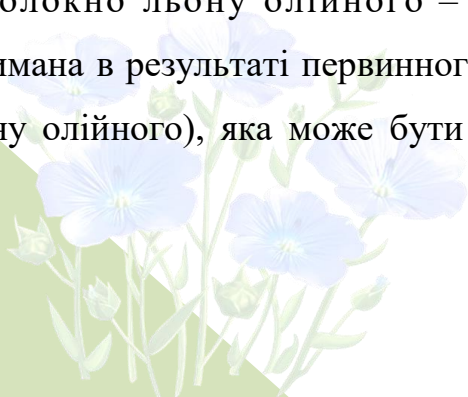 олокно льону олійного –
имана в результаті первинног
ну олійного), яка може бути